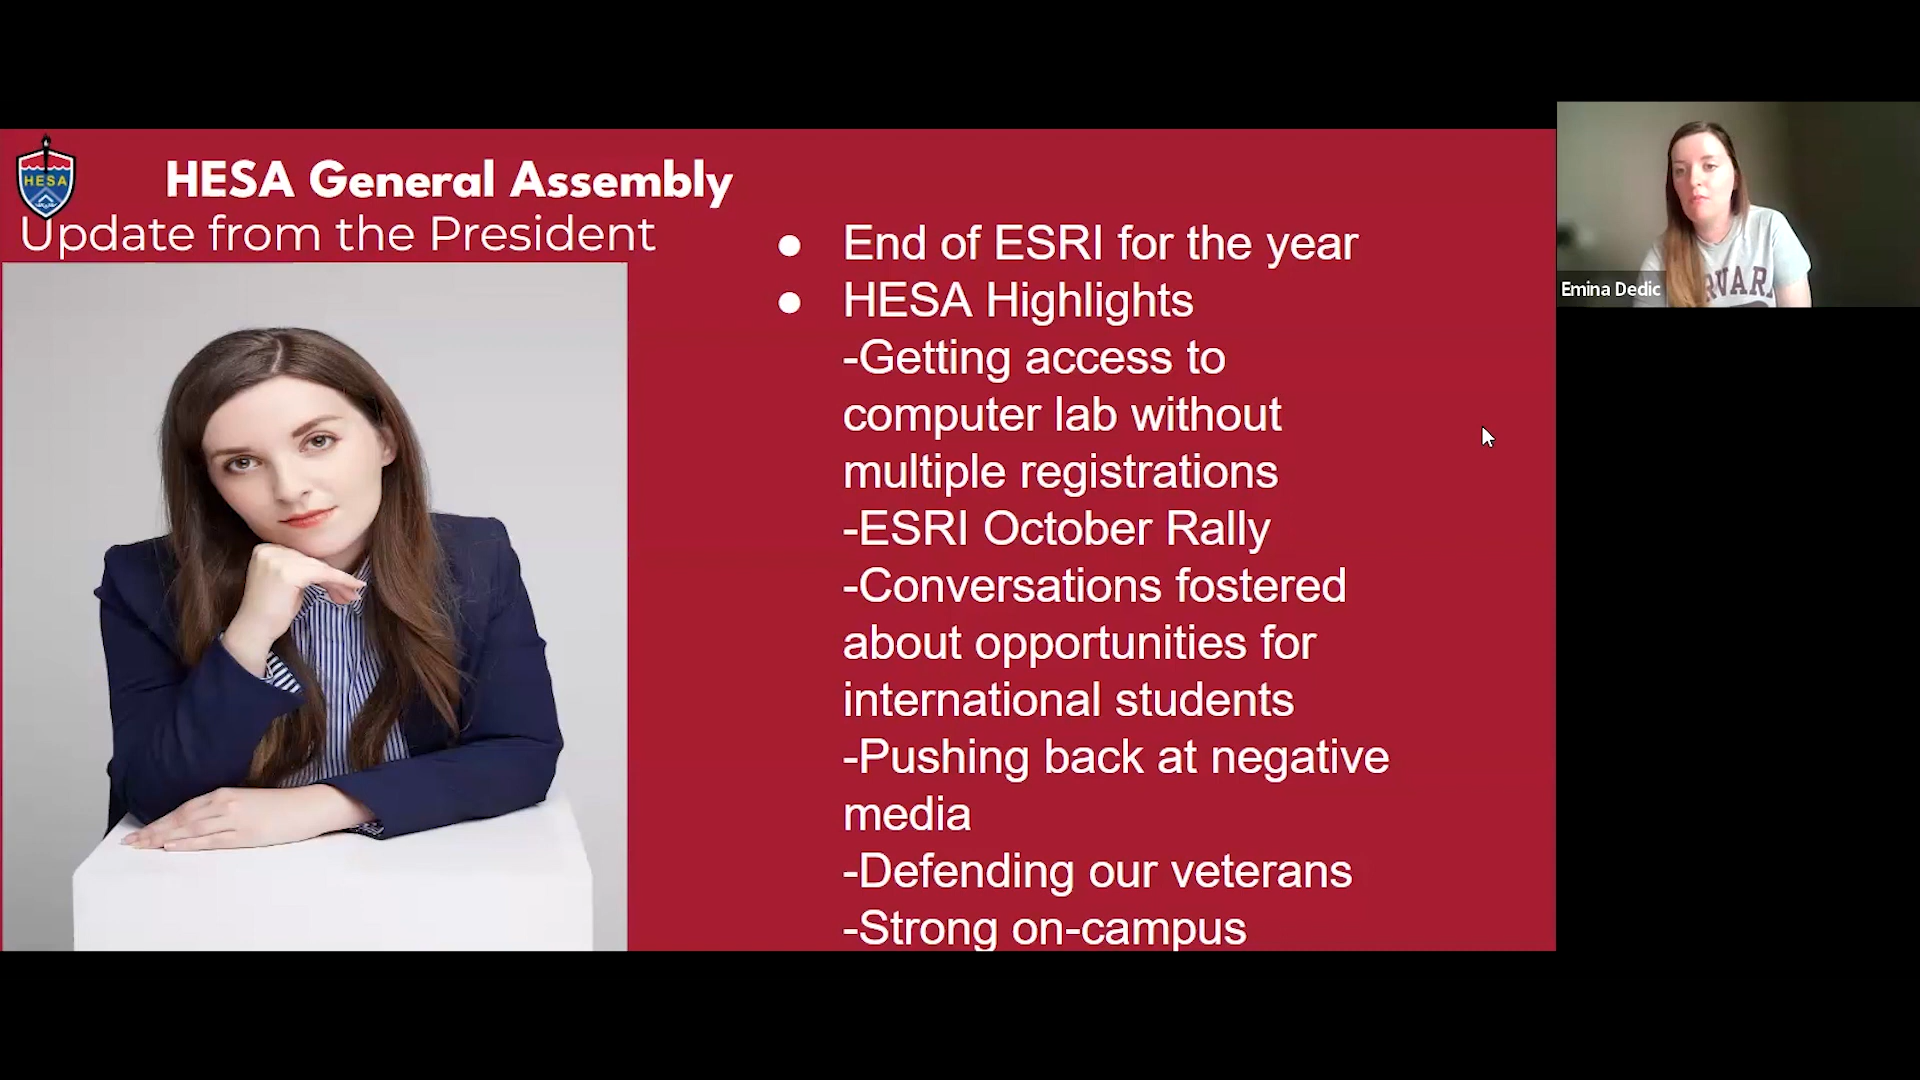 HESA
HESA General Assembly
Update from the President
● End of ESRI for the year
● HESA Highlights
-Getting access to
computer lab without
multiple registrations
-ESRI October Rally
-Conversations fostered
about opportunities for
international students
-Pushing back at negative
media
-Defending our veterans
-Strong on-campus
Emina Dedic
RVAR